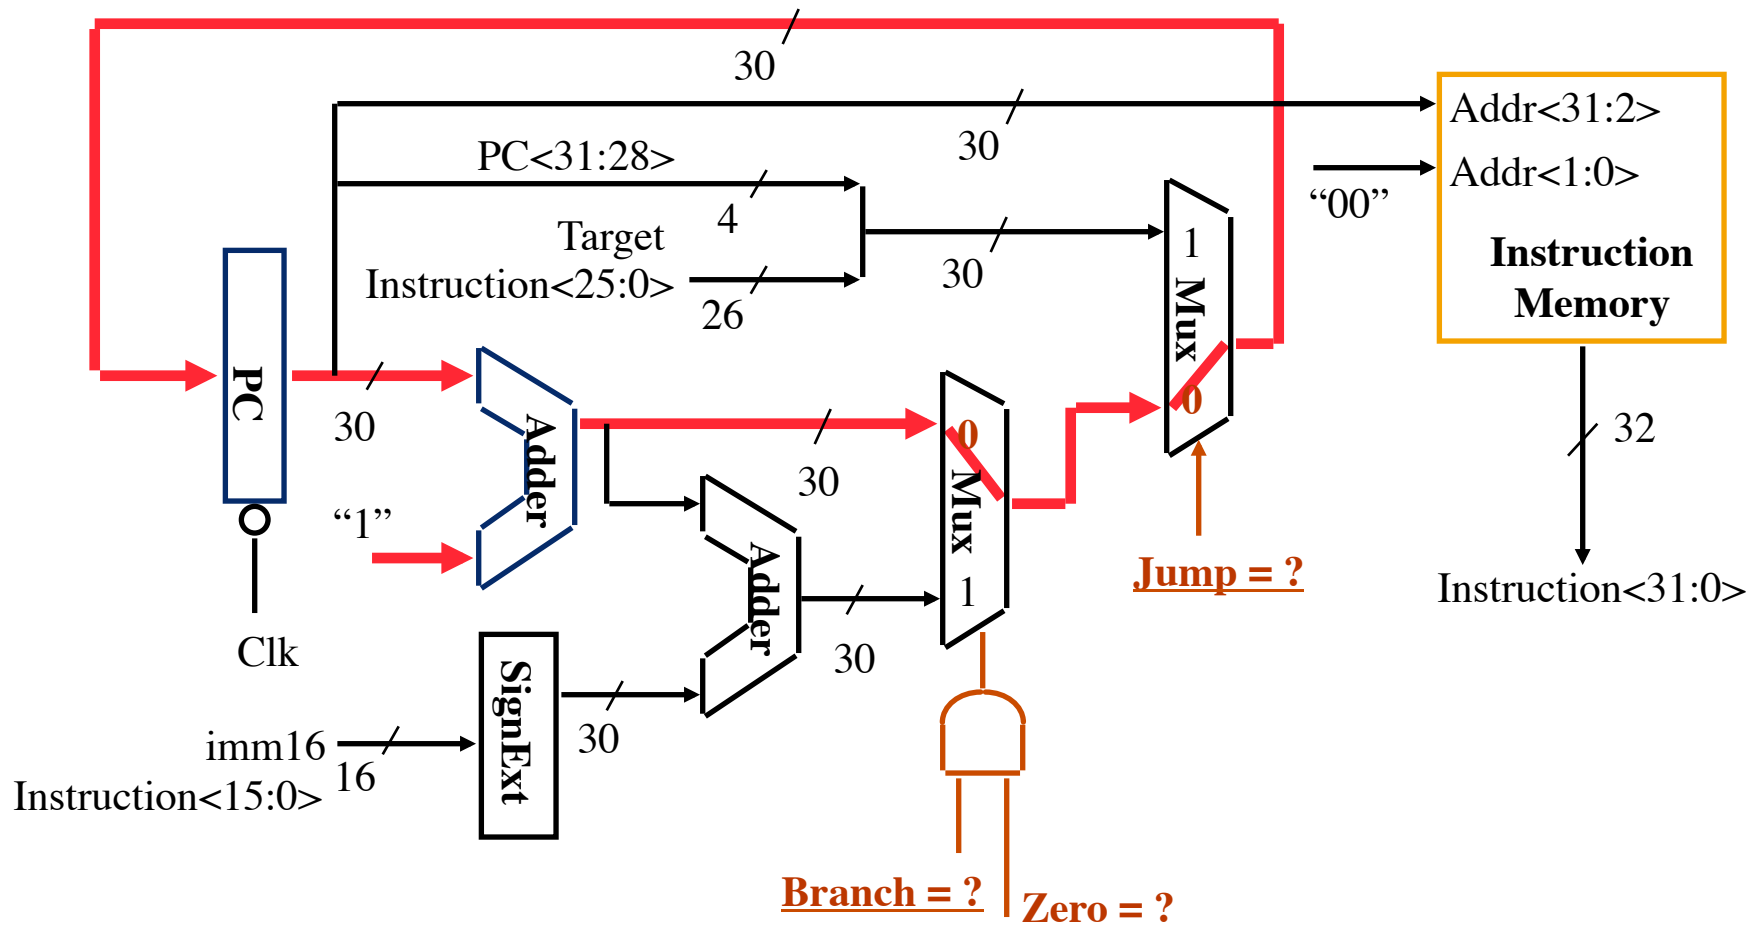 30
Addr<31:2>
30
PC<31:28>
Addr<1:0>
“00”
4
Target
1
Instruction<25:0>
30
26
Instruction
Memory
Mux
0
PC
30
Adder
0
32
30
Mux
“1”
Adder
1
Jump = ?
Instruction<31:0>
Clk
30
SignExt
30
imm16
16
Instruction<15:0>
Branch = ?
Zero = ?